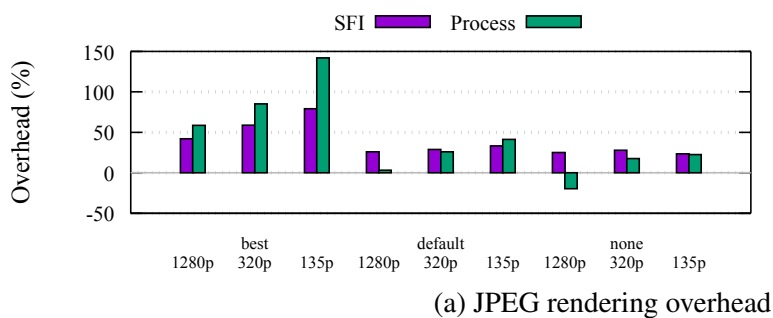 SFI Process
Overhead (%)
150
100
50
0
-50
best default none
1280p 320p 135p 1280p 320p 135p 1280p 320p 135p
(a) JPEG rendering overhead